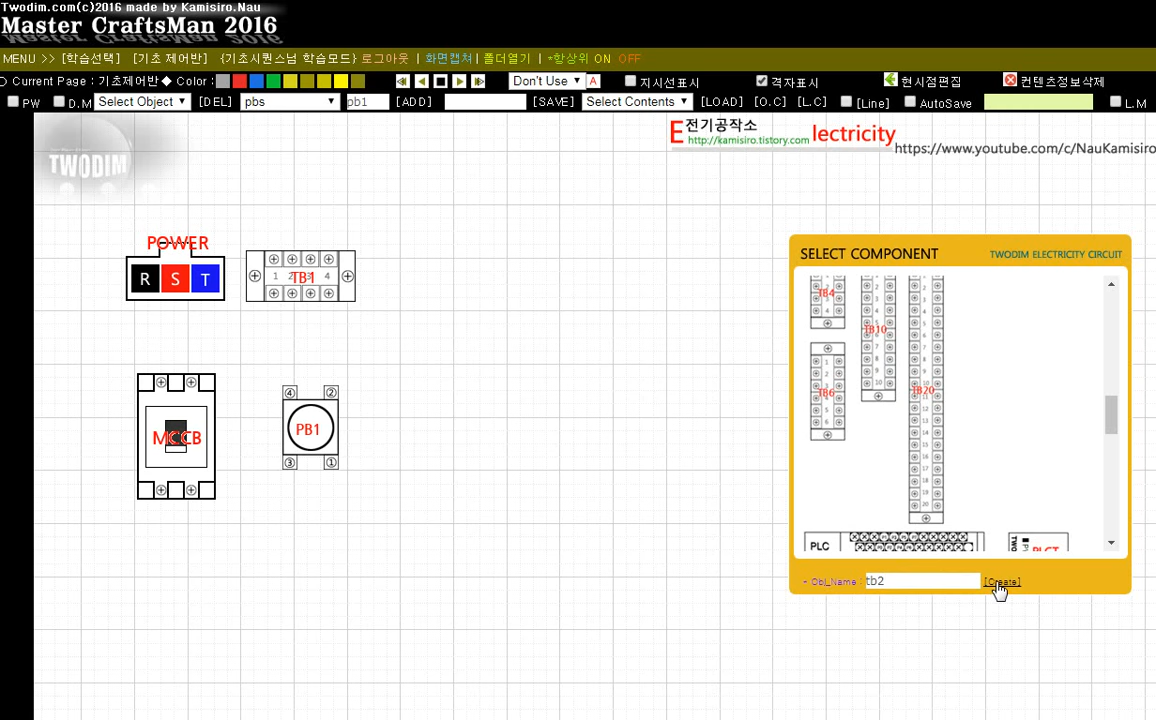 Twodim.com(c)2016 made by Kamisiro.Nau
Master CraftsMan 2016
MENU >> [학습선택] [기초 제어반] {기초시퀀스님 학습모드} 로그아웃 | 화면캡쳐 | 폴더열기 | *항상위 ON OFF
Current Page : 기초제어반◆ Color : Don't Use A 지시선표시 격자표시 현시점편집 컨텐츠정보삭제
PW D.M Select Object [DEL] pbs pb1 [ADD] [SAVE] Select Contents [LOAD] [O.C] [L.C] [Line] AutoSave L.M
TWODIM
E 전기공작소 lectricity
http://kamisiro.tistory.com
https://www.youtube.com/c/NauKamisiro
POWER
R S T
1 2 TB1 4
MCCB
④ ②
PB1
③ ①
SELECT COMPONENT TWODIM ELECTRICITY CIRCUIT
TB4
TB10
TB6
TB20
PLC
PLCT
Obj_Name : tb2 [Create]